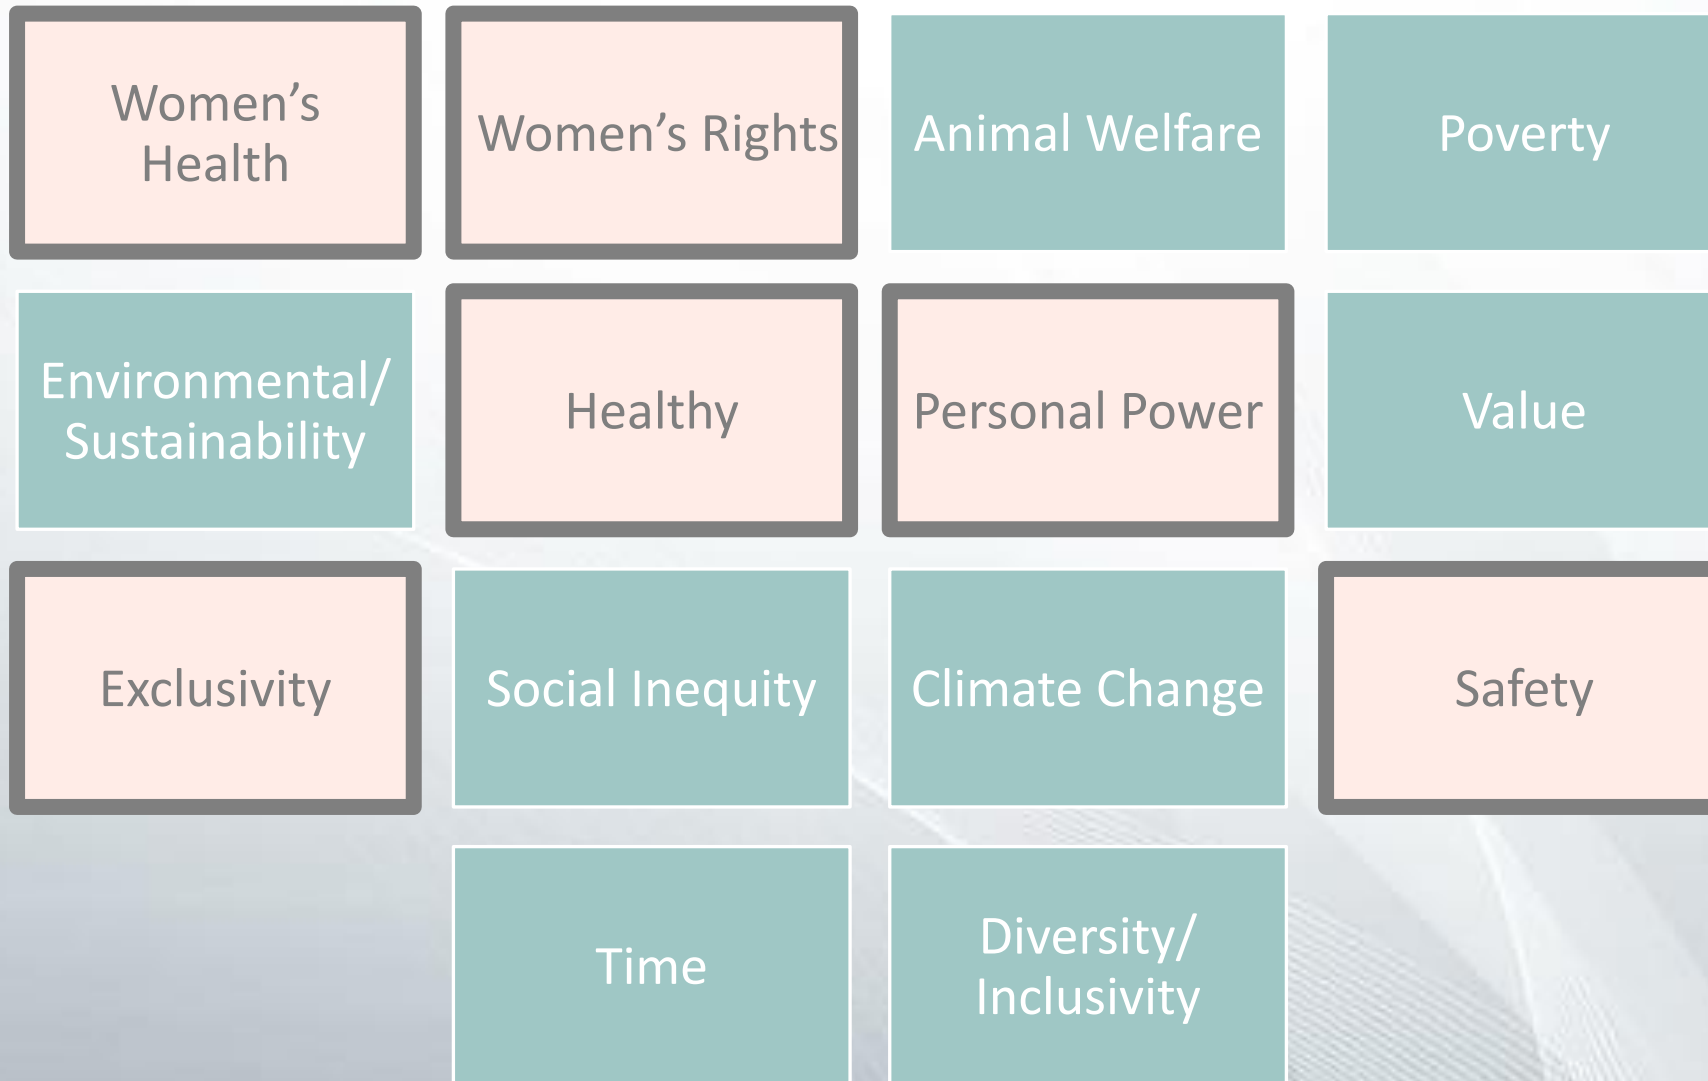 Women’s
Health
Women’s Rights
Animal Welfare
Poverty
Environmental/
Sustainability
Healthy
Personal Power
Value
Exclusivity
Social Inequity
Climate Change
Safety
Time
Diversity/
Inclusivity